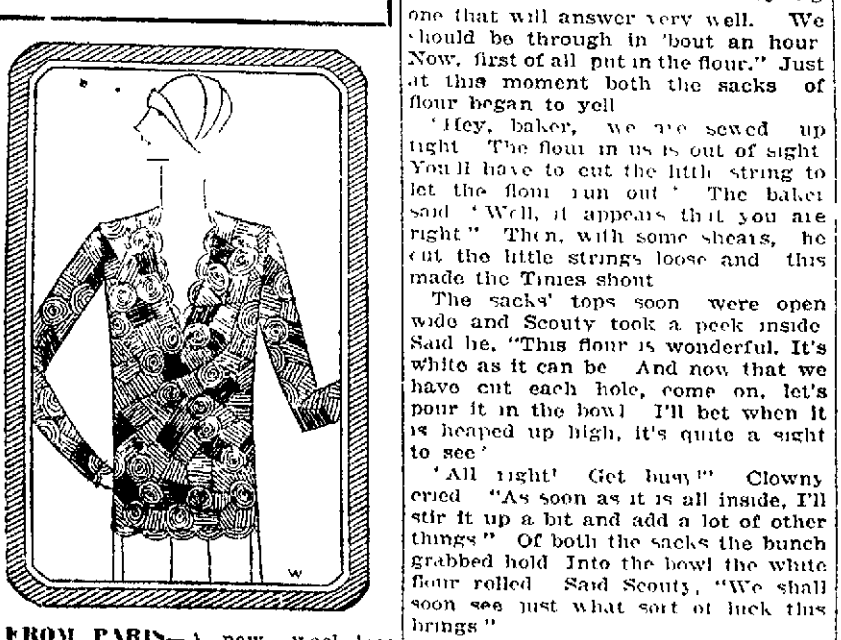 W
FROM PARIS—A new wool lace
one that will answer very well. We
should be through in 'bout an hour
Now, first of all put in the flour." Just
at this moment both the sacks of
flour began to yell
'Hey, baker, we are sewed up
tight The flour in us is out of sight
You'll have to cut the little string to
let the flour run out ' The baker
said 'Well, it appears that you are
right" Then, with some shears, he
cut the little strings loose and this
made the Tinies shout
The sacks' tops soon were open
wide and Scouty took a peek inside
Said he, "This flour is wonderful. It's
white as it can be And now that we
have cut each hole, come on, let's
pour it in the bowl I'll bet when it
is heaped up high, it's quite a sight
to see'
'All right' Get busy'" Clowny
cried "As soon as it is all inside, I'll
stir it up a bit and add a lot of other
things" Of both the sacks the bunch
grabbed hold Into the bowl the white
flour rolled Said Scouty, "We shall
soon see just what sort of luck this
brings"